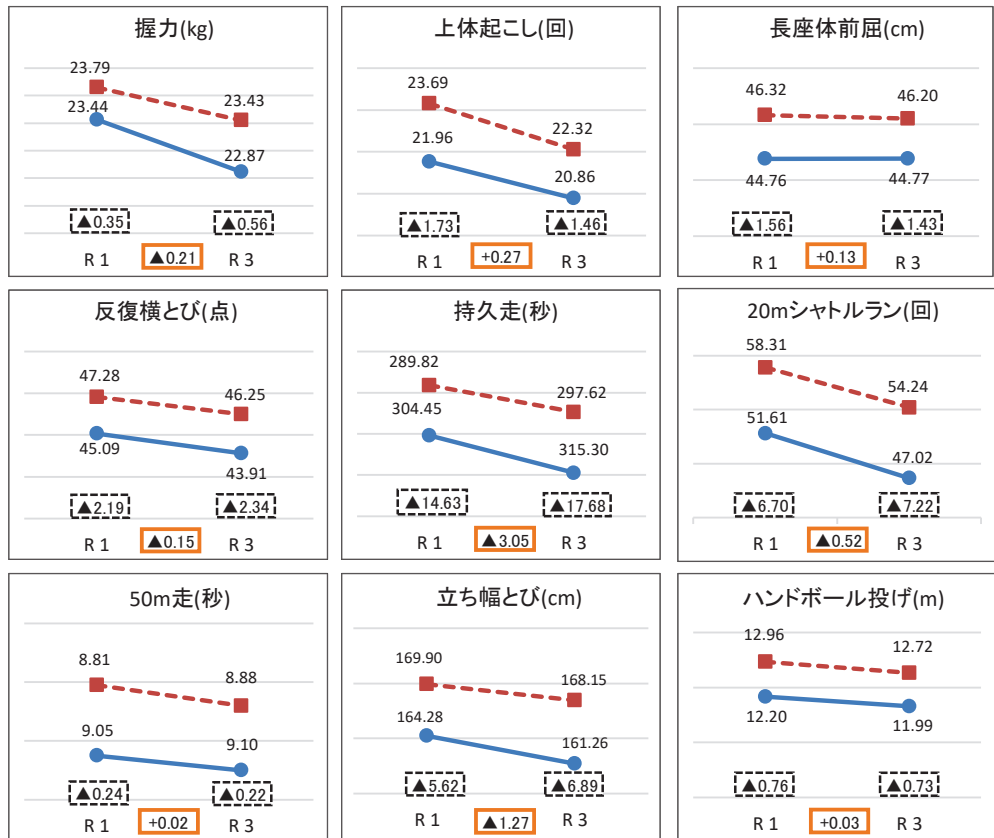 握力(kg)
23.79
23.44
23.43
22.87
▲0.35
▲0.56
R 1
▲0.21
R 3
上体起こし(回)
23.69
21.96
22.32
20.86
▲1.73
▲1.46
R 1
+0.27
R 3
長座体前屈(cm)
46.32
46.20
44.76
44.77
▲1.56
▲1.43
R 1
+0.13
R 3
反復横とび(点)
47.28
46.25
45.09
43.91
▲2.19
▲2.34
R 1
▲0.15
R 3
持久走(秒)
289.82
297.62
304.45
315.30
▲14.63
▲17.68
R 1
▲3.05
R 3
20mシャトルラン(回)
58.31
54.24
51.61
47.02
▲6.70
▲7.22
R 1
▲0.52
R 3
50m走(秒)
8.81
8.88
9.05
9.10
▲0.24
▲0.22
R 1
+0.02
R 3
立ち幅とび(cm)
169.90
168.15
164.28
161.26
▲5.62
▲6.89
R 1
▲1.27
R 3
ハンドボール投げ(m)
12.96
12.72
12.20
11.99
▲0.76
▲0.73
R 1
+0.03
R 3